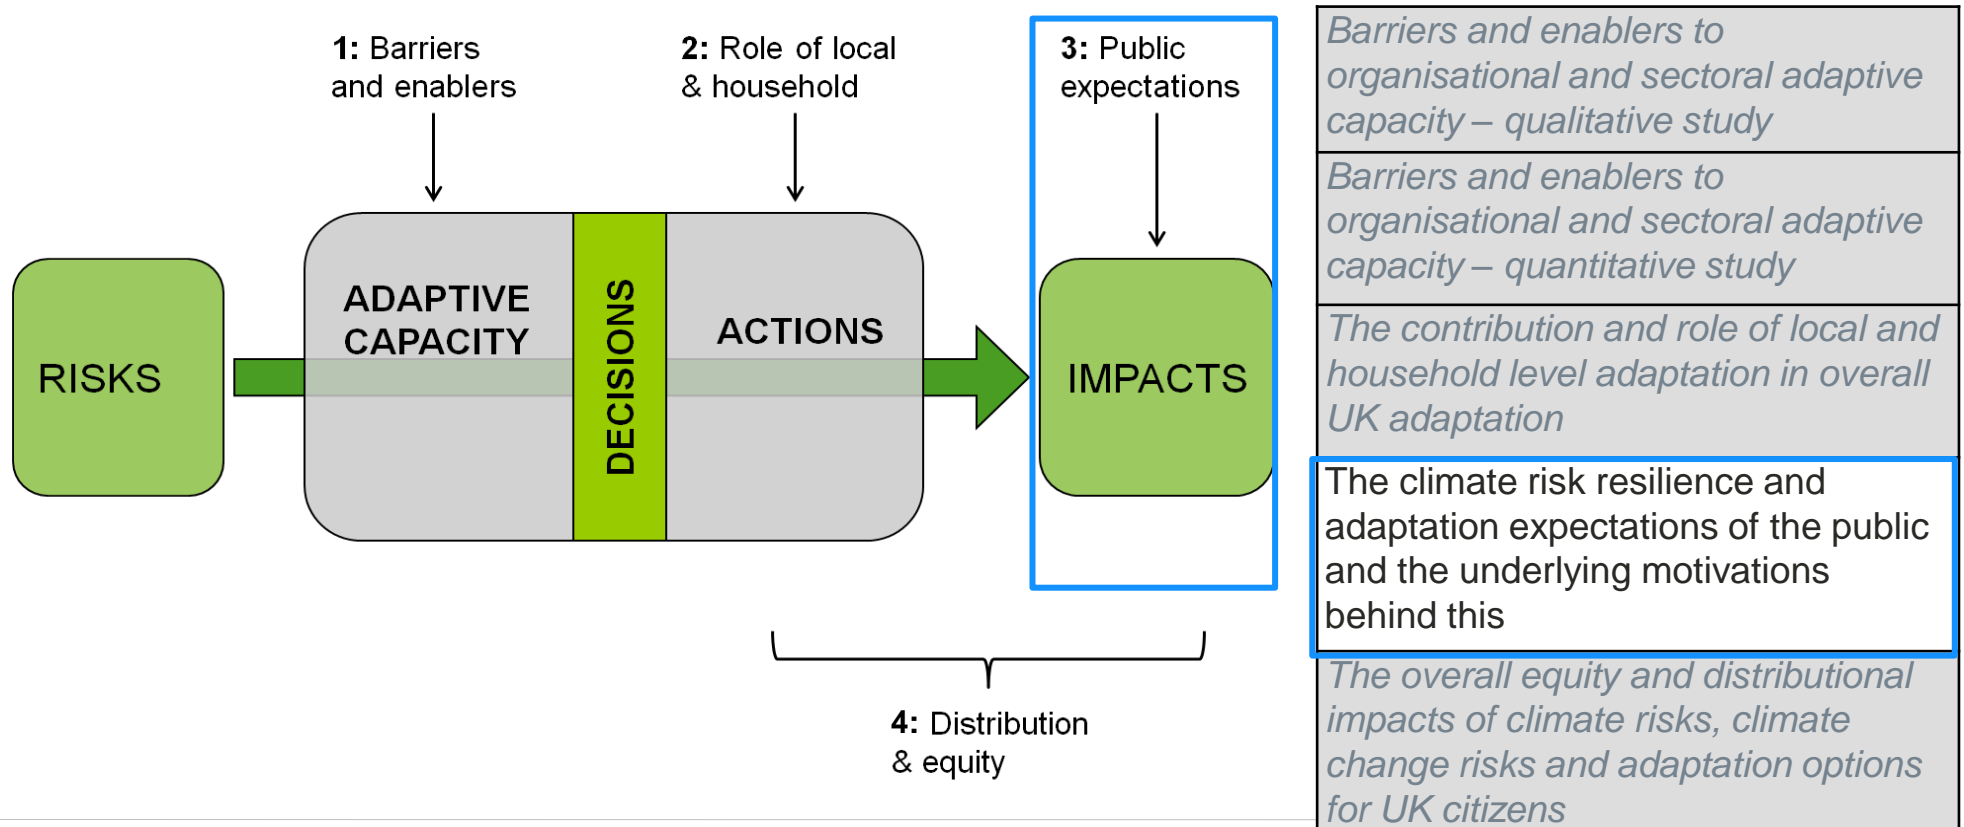 1: Barriers
and enablers
2: Role of local
& household
3: Public
expectations
RISKS
ADAPTIVE
CAPACITY
DECISIONS
ACTIONS
IMPACTS
4: Distribution
& equity
Barriers and enablers to
organisational and sectoral adaptive
capacity – qualitative study
Barriers and enablers to
organisational and sectoral adaptive
capacity – quantitative study
The contribution and role of local and
household level adaptation in overall
UK adaptation
The climate risk resilience and
adaptation expectations of the public
and the underlying motivations
behind this
The overall equity and distributional
impacts of climate risks, climate
change risks and adaptation options
for UK citizens